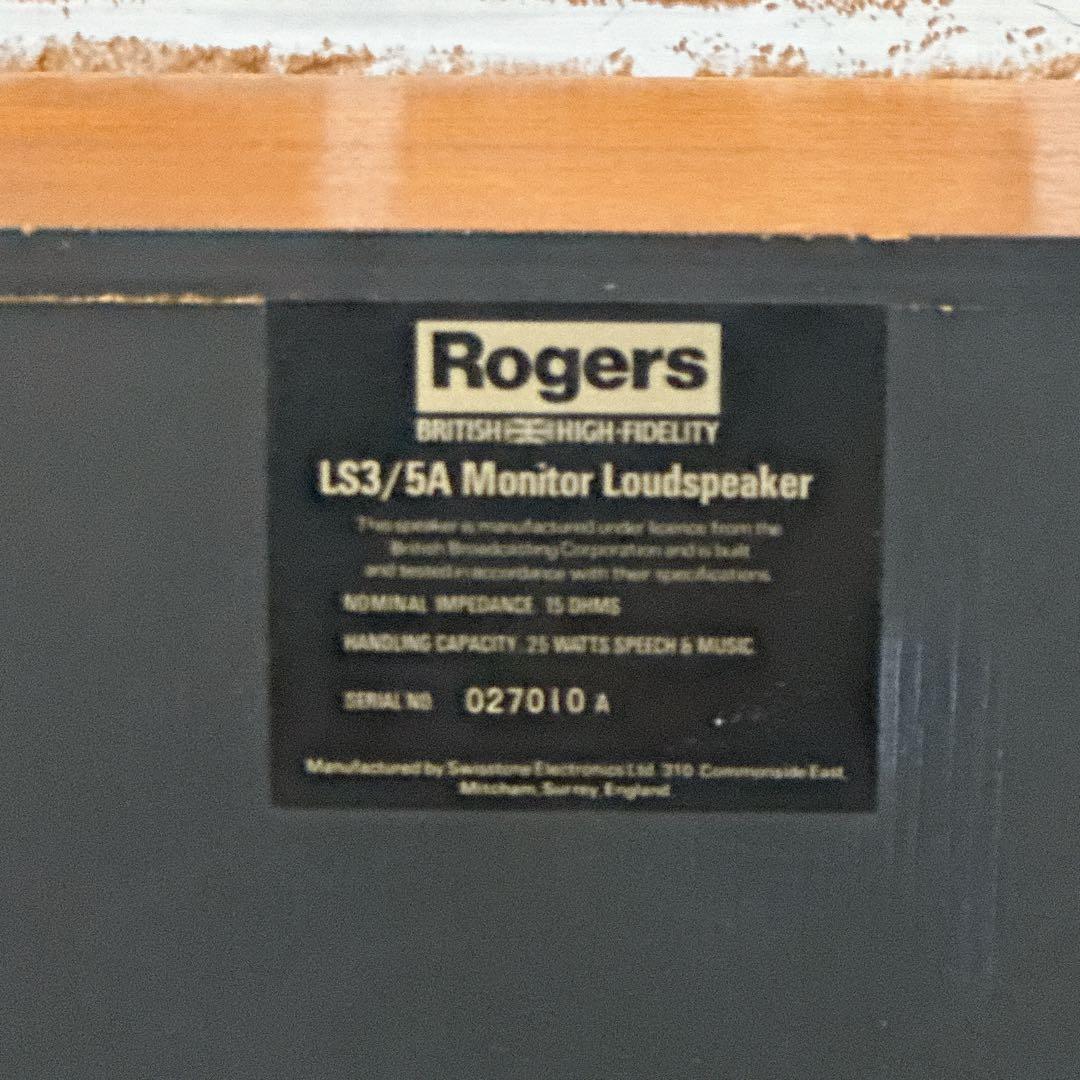 Rogers
BRITISH HIGH-FIDELITY
LS3/5A Monitor Loudspeaker
This speaker is manufactured under licence from the
British Broadcasting Corporation and is built
and tested in accordance with their specifications.
NOMINAL IMPEDANCE. 15 OHMS
HANDLING CAPACITY. 25 WATTS SPEECH & MUSIC.
SERIAL NO. 027010 A
Manufactured by Swisstone Electronics Ltd. 310 Commonside East,
Mitcham, Surrey, England.